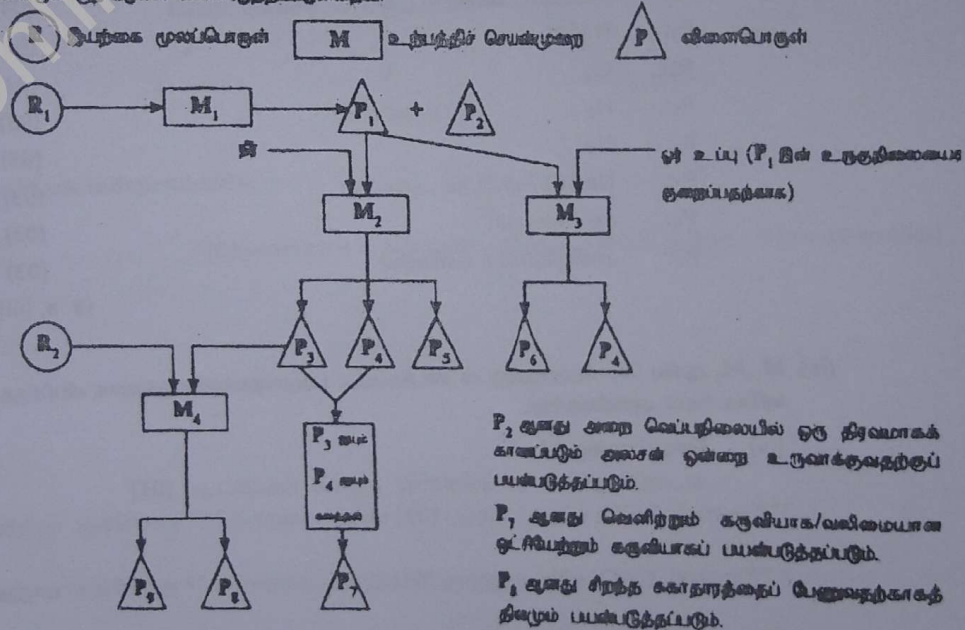 R இயற்கை மூலப்பொருள் M உற்பத்திச் செயன்முறை P விளைபொருள்
R₁ M₁ P₁ + P₂
நீர்
ஓர் உப்பு (P₁ இன் உருகுநிலையைக்
குறைப்பதற்காக)
M₂ M₃
R₂ P₃ P₄ P₅ P₆ P₄
M₄
P₃ ஐயும்
P₄ ஐயும்
P₂ ஆனது அறை வெப்பநிலையில் ஒரு திரவமாகக்
காணப்படும் அலசன் ஒன்றை உருவாக்குவதற்குப்
பயன்படுத்தப்படும்.
P₇ ஆனது வெளிற்றும் கருவியாக/வலிமையான
ஒட்சியேற்றும் கருவியாகப் பயன்படுத்தப்படும்.
P₈ ஆனது சிறந்த சுகாதாரத்தைப் பேணுவதற்காகத்
தினமும் பயன்படுத்தப்படும்.
P₉ P₈ P₇